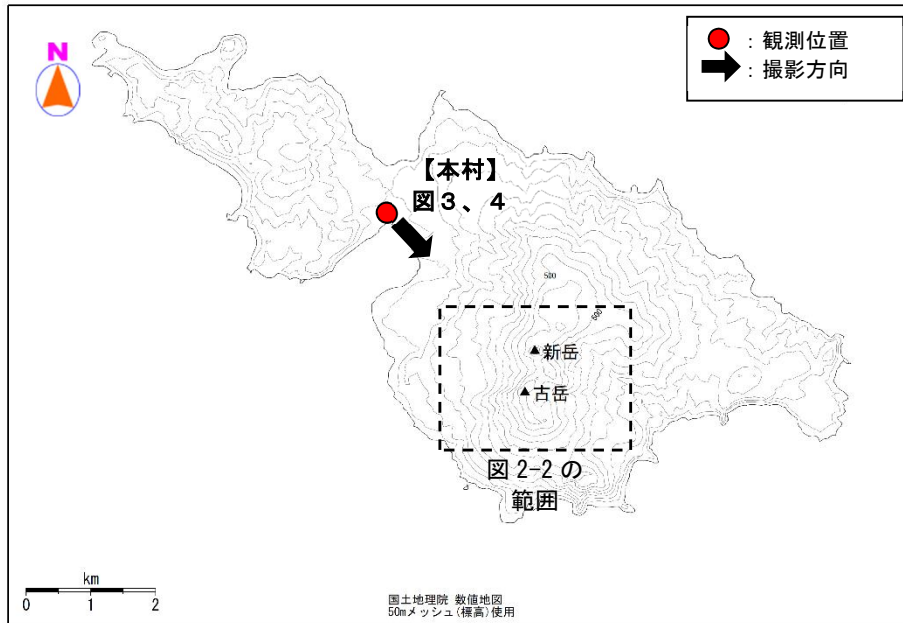 N
：観測位置
：撮影方向
【本村】
図３、４
500
600
▲新岳
▲古岳
図 2-2 の
範囲
km
0 1 2
国土地理院 数値地図
50mメッシュ(標高)使用